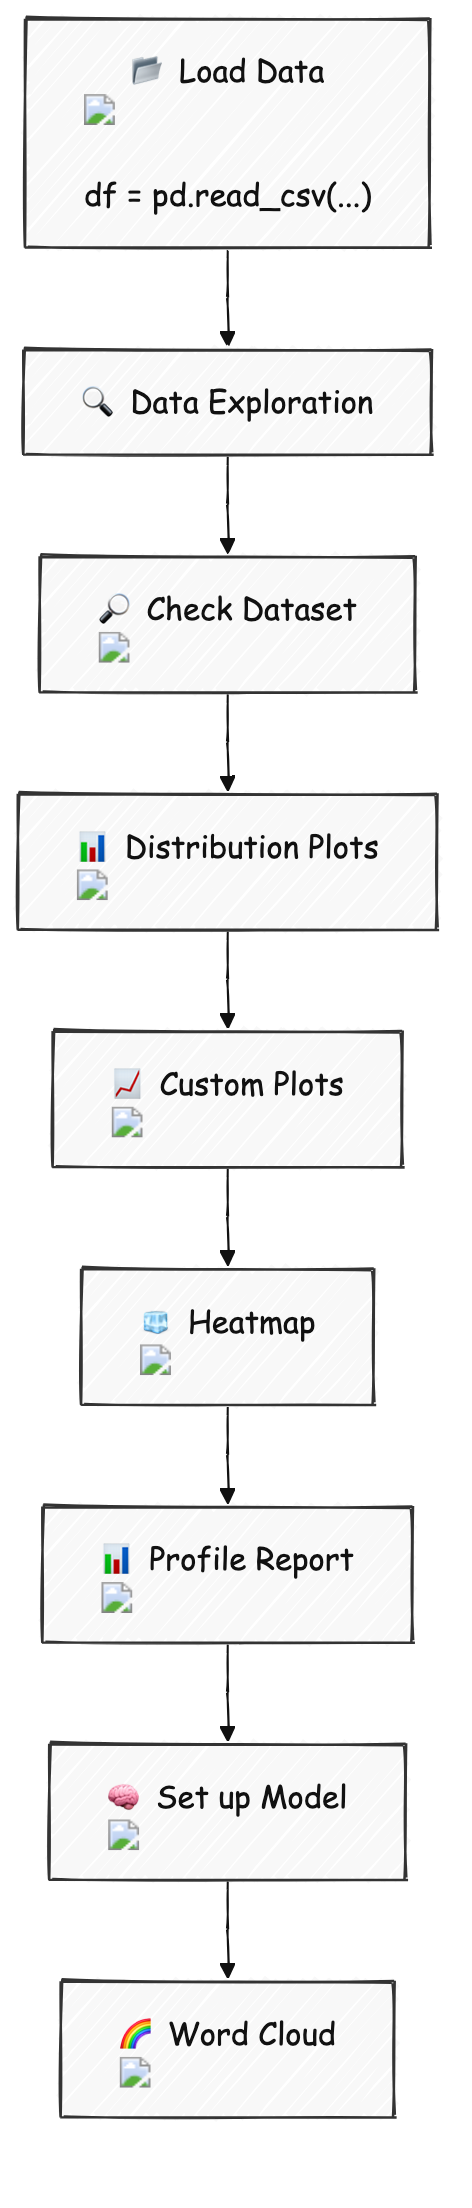 Load Data
df = pd.read_csv(...)
Data Exploration
Check Dataset
Distribution Plots
Custom Plots
Heatmap
Profile Report
Set up Model
Word Cloud